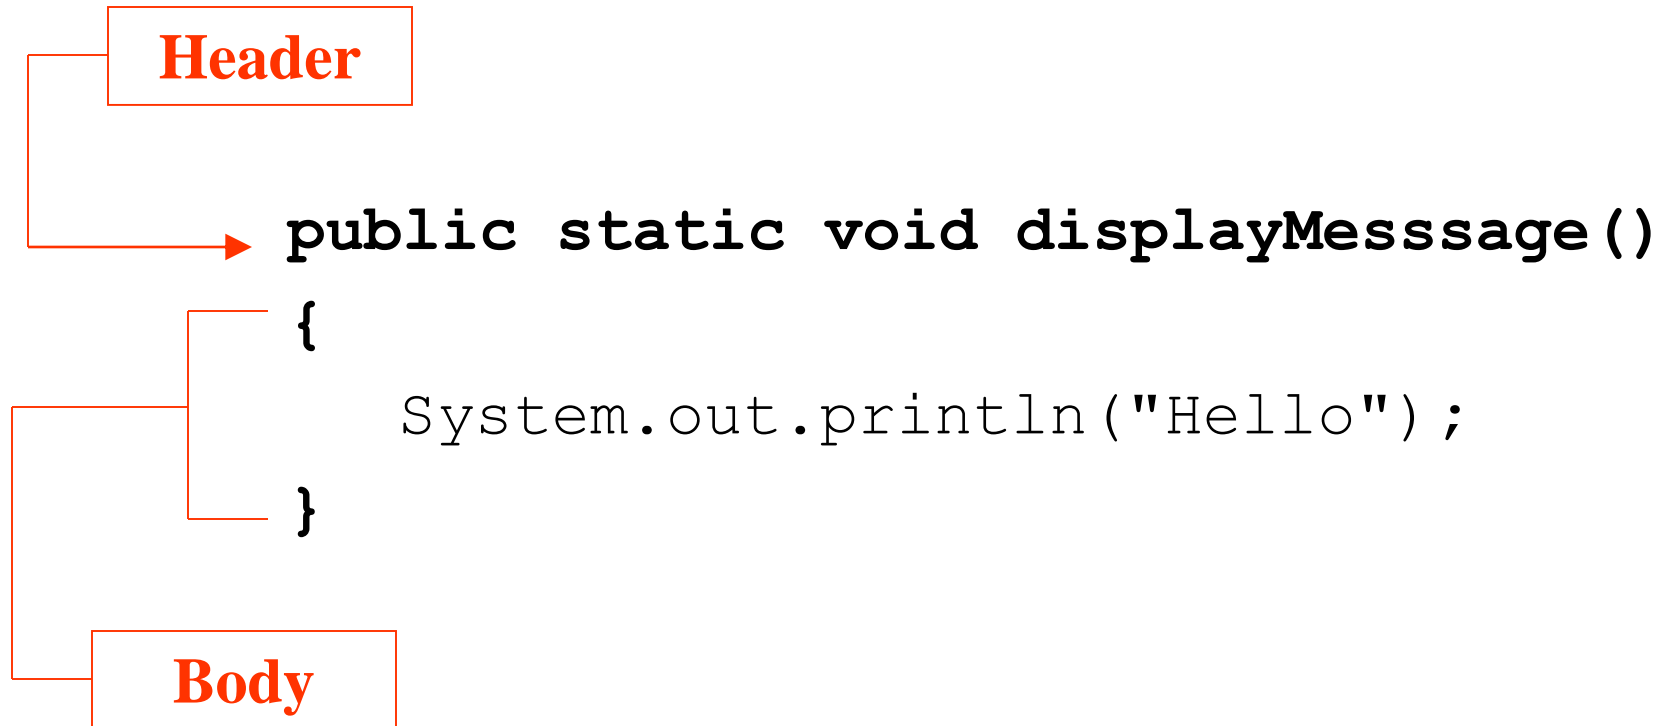 Header
public static void displayMesssage()
{
System.out.println("Hello");
}
Body